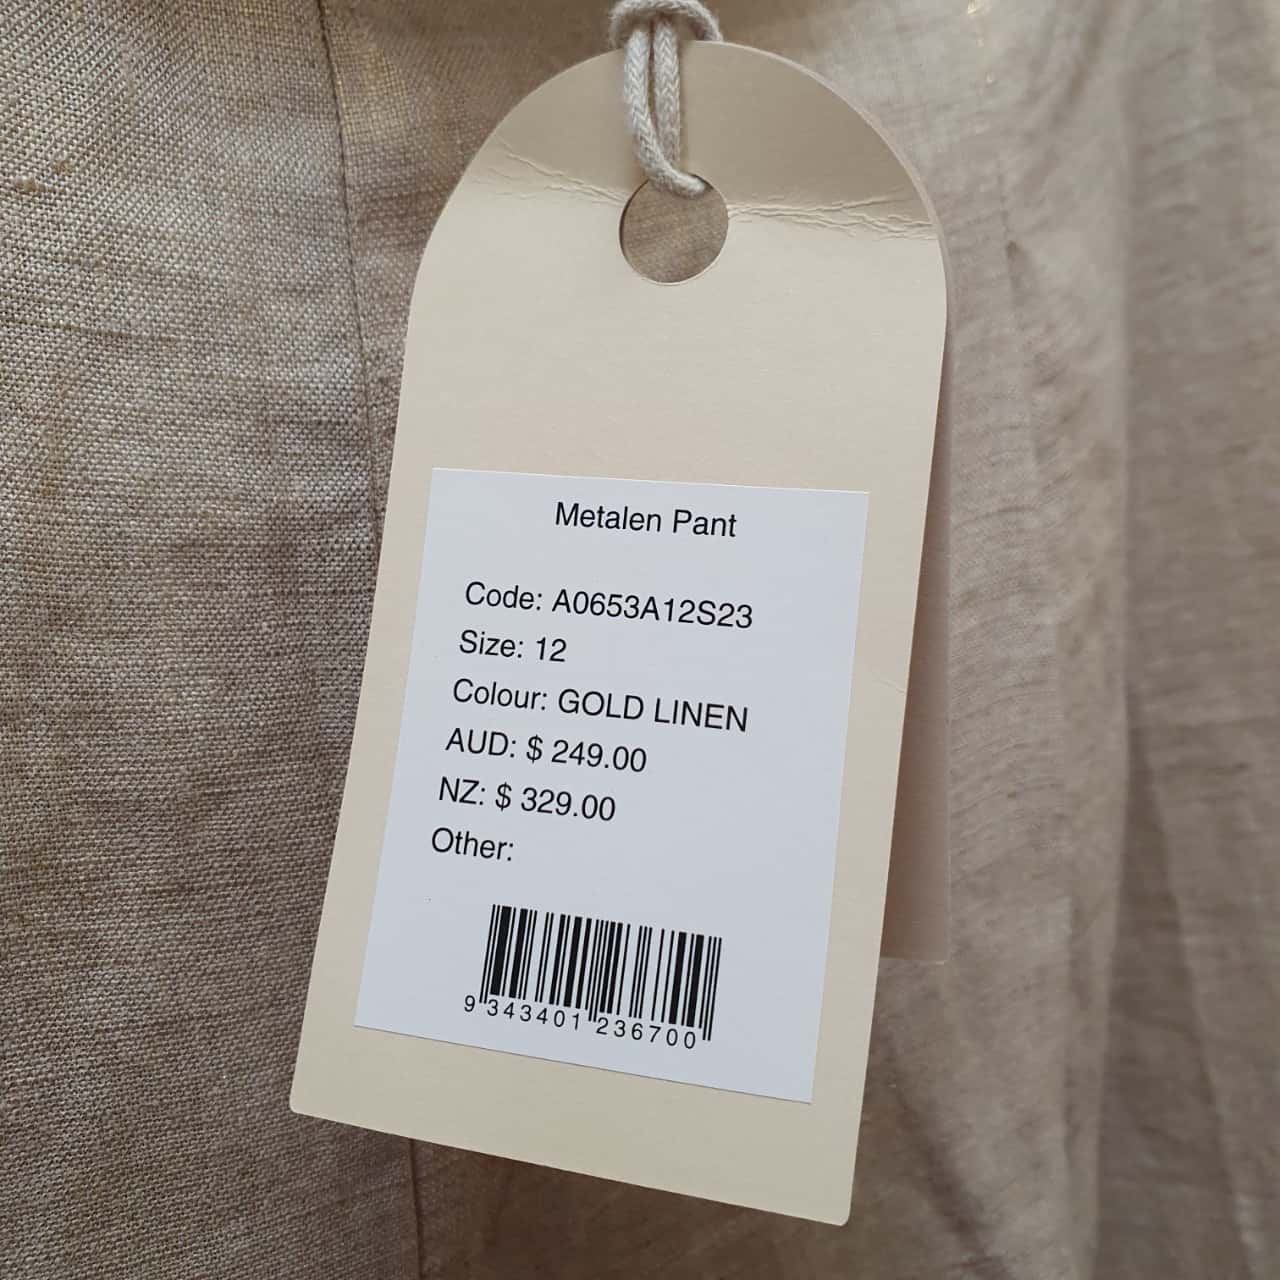 Metalen Pant
Code: A0653A12S23
Size: 12
Colour: GOLD LINEN
AUD: $ 249.00
NZ: $ 329.00
Other:
9 343401 236700